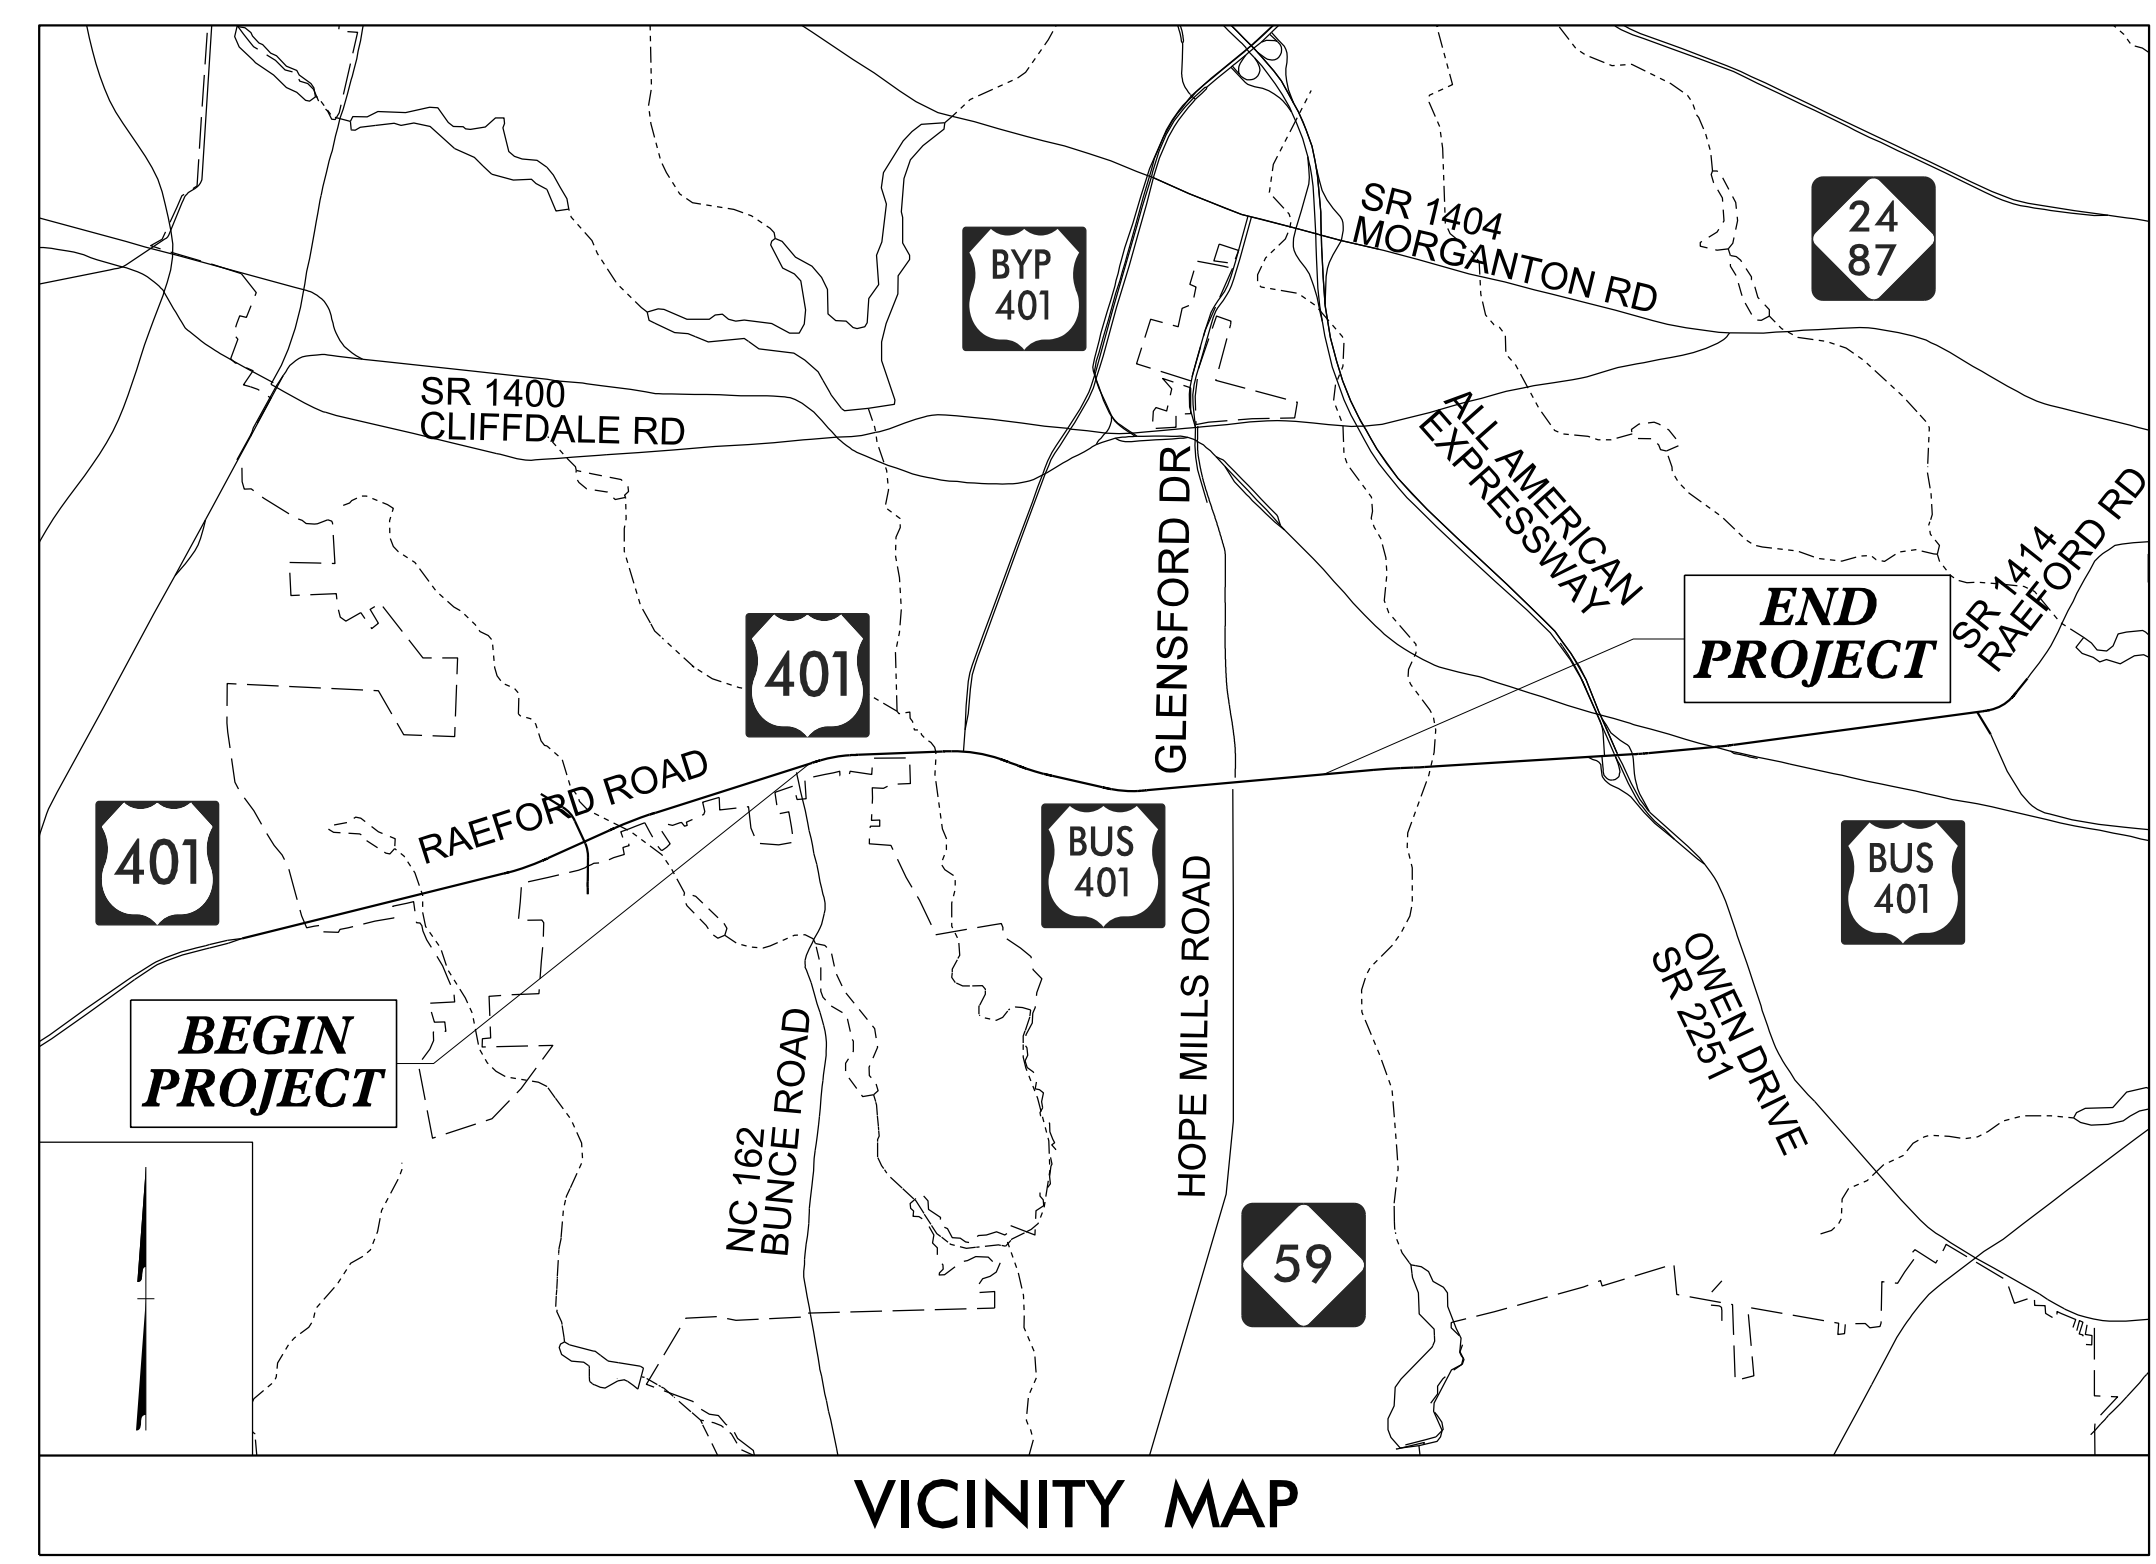 SR 1404
MORGANTON RD
24
87
BYP
401
SR 1400
CLIFFDALE RD
ALL AMERICAN
EXPRESSWAY
GLENSFORD DR
SR 1414
RAEFORD RD
END
PROJECT
401
RAEFORD ROAD
401
BUS
401
BUS
401
HOPE MILLS ROAD
OWEN DRIVE
SR 2251
BEGIN
PROJECT
NC 162
BUNCE ROAD
59
VICINITY MAP